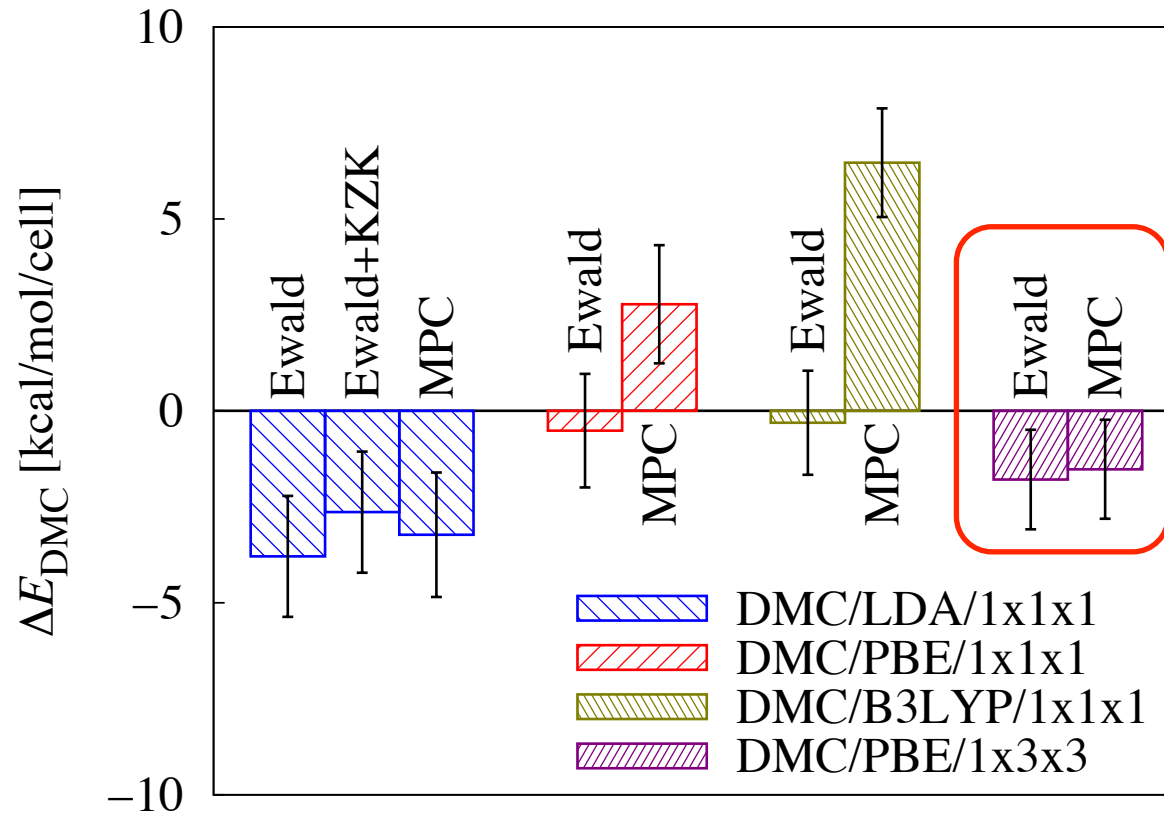 10
5
0
−5
−10
ΔE_DMC [kcal/mol/cell]
Ewald
Ewald+KZK
MPC
Ewald
MPC
Ewald
MPC
Ewald
MPC
DMC/LDA/1x1x1
DMC/PBE/1x1x1
DMC/B3LYP/1x1x1
DMC/PBE/1x3x3